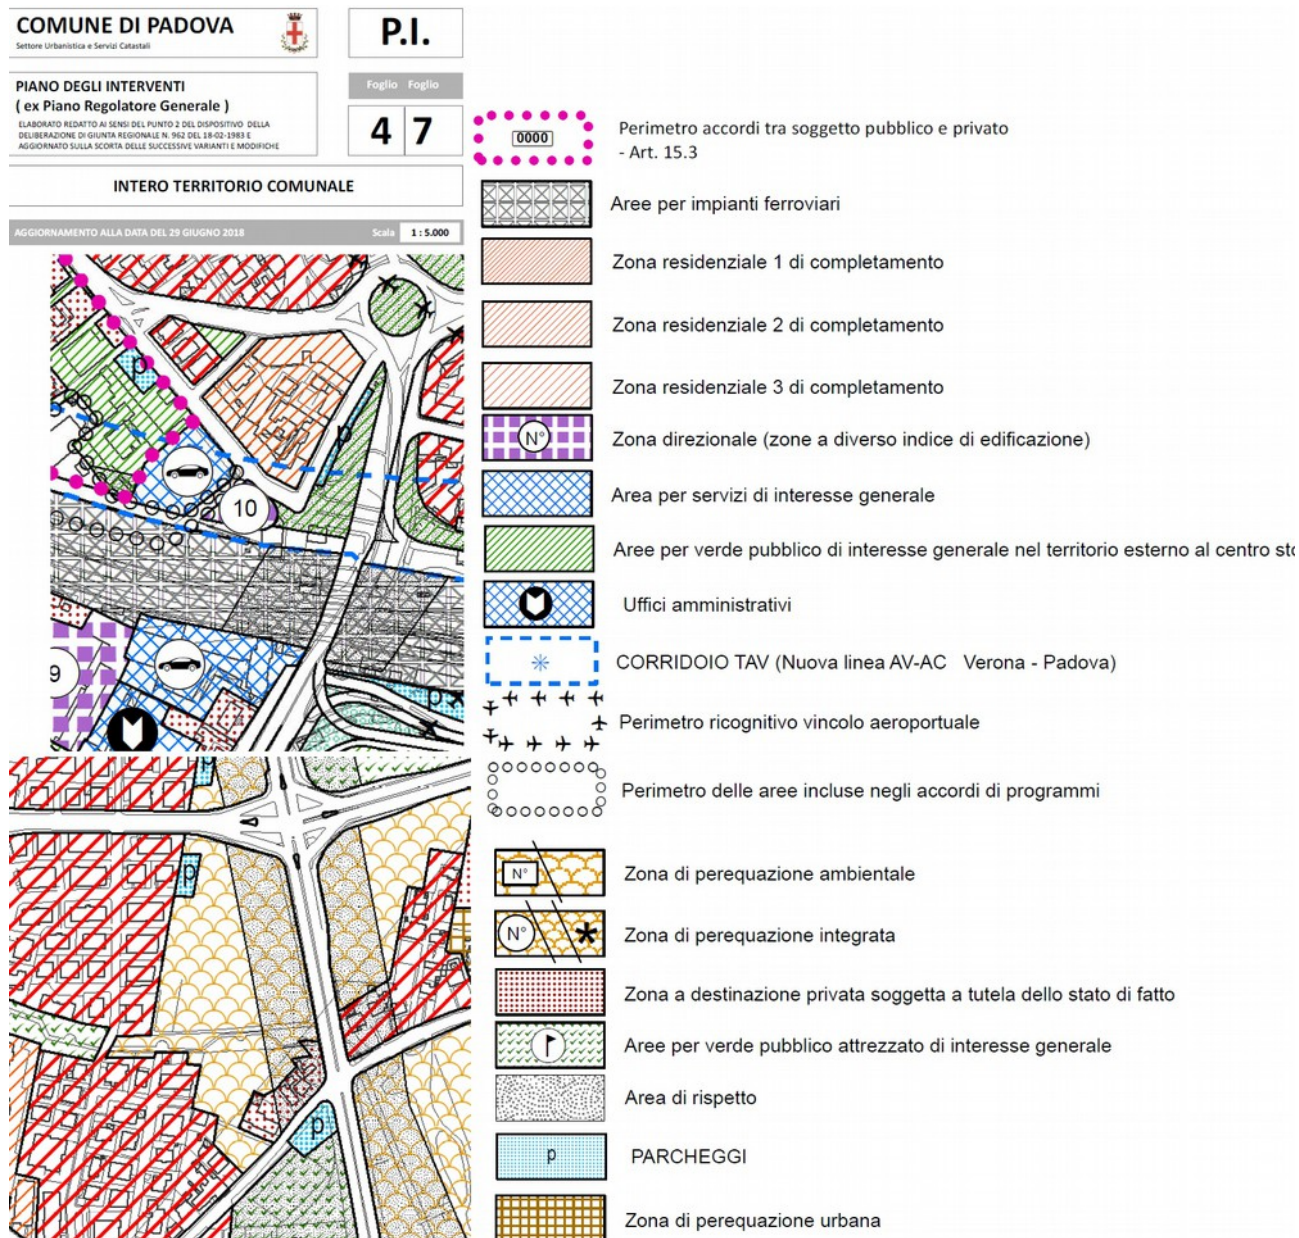 COMUNE DI PADOVA
Settore Urbanistica e Servizi Catastali
P.I.
PIANO DEGLI INTERVENTI
( ex Piano Regolatore Generale )
ELABORATO REDATTO AI SENSI DEL PUNTO 2 DEL DISPOSITIVO DELLA
DELIBERAZIONE DI GIUNTA REGIONALE N. 962 DEL 18-02-1983 E
AGGIORNATO SULLA SCORTA DELLE SUCCESSIVE VARIANTI E MODIFICHE
Foglio Foglio
4 7
INTERO TERRITORIO COMUNALE
AGGIORNAMENTO ALLA DATA DEL 29 GIUGNO 2018
Scala 1 : 5.000
p
p
10
9
p
p
p
p
0000
Perimetro accordi tra soggetto pubblico e privato
- Art. 15.3
Aree per impianti ferroviari
Zona residenziale 1 di completamento
Zona residenziale 2 di completamento
Zona residenziale 3 di completamento
N°
Zona direzionale (zone a diverso indice di edificazione)
Area per servizi di interesse generale
Aree per verde pubblico di interesse generale nel territorio esterno al centro sto
Uffici amministrativi
CORRIDOIO TAV (Nuova linea AV-AC Verona - Padova)
Perimetro ricognitivo vincolo aeroportuale
Perimetro delle aree incluse negli accordi di programmi
N°
Zona di perequazione ambientale
N°
Zona di perequazione integrata
Zona a destinazione privata soggetta a tutela dello stato di fatto
Aree per verde pubblico attrezzato di interesse generale
Area di rispetto
p
PARCHEGGI
Zona di perequazione urbana